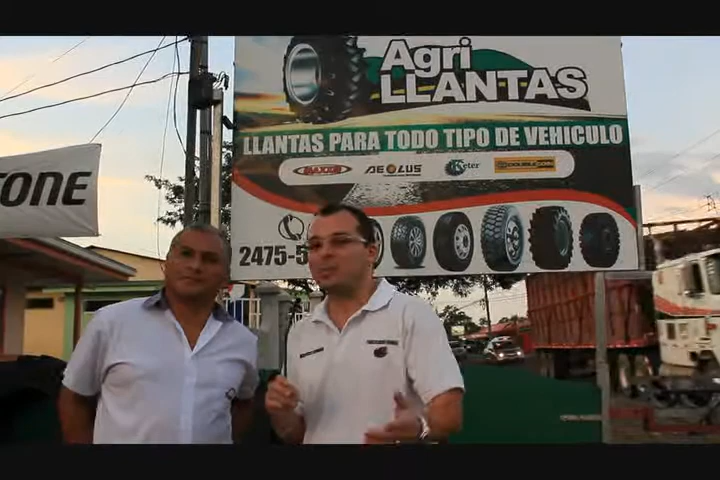 Agri
LLANTAS
LLANTAS PARA TODO TIPO DE VEHICULO
MAXXIS AEOLUS Keter DOUBLE COIN
TONE
2475-5